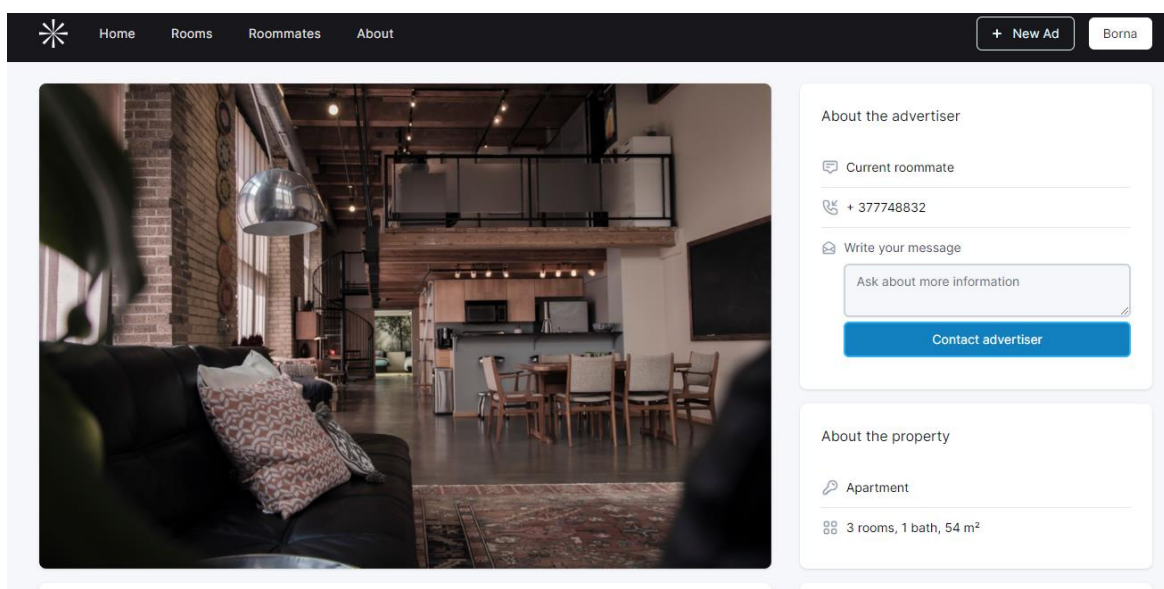 Home Rooms Roommates About + New Ad Borna
About the advertiser
Current roommate
+ 377748832
Write your message
Ask about more information
Contact advertiser
About the property
Apartment
3 rooms, 1 bath, 54 m²